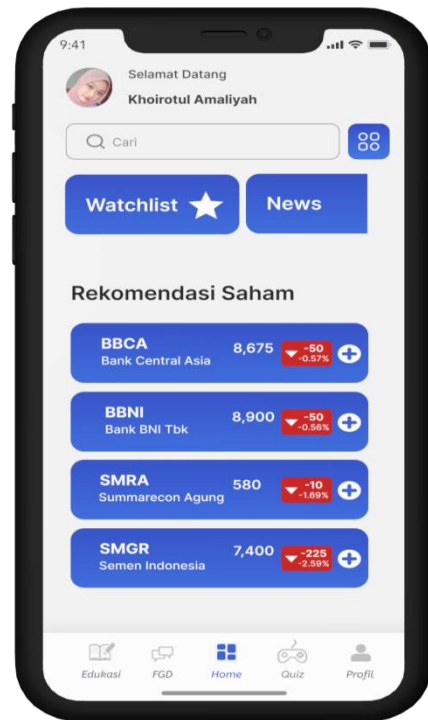 9:41
Selamat Datang
Khoirotul Amaliyah
Cari
Watchlist
News
Rekomendasi Saham
BBCA 8,675 -50
Bank Central Asia -0.57%
BBNI 8,900 -50
Bank BNI Tbk -0.56%
SMRA 580 -10
Summarecon Agung -1.69%
SMGR 7,400 -225
Semen Indonesia -2.59%
Edukasi FGD Home Quiz Profil